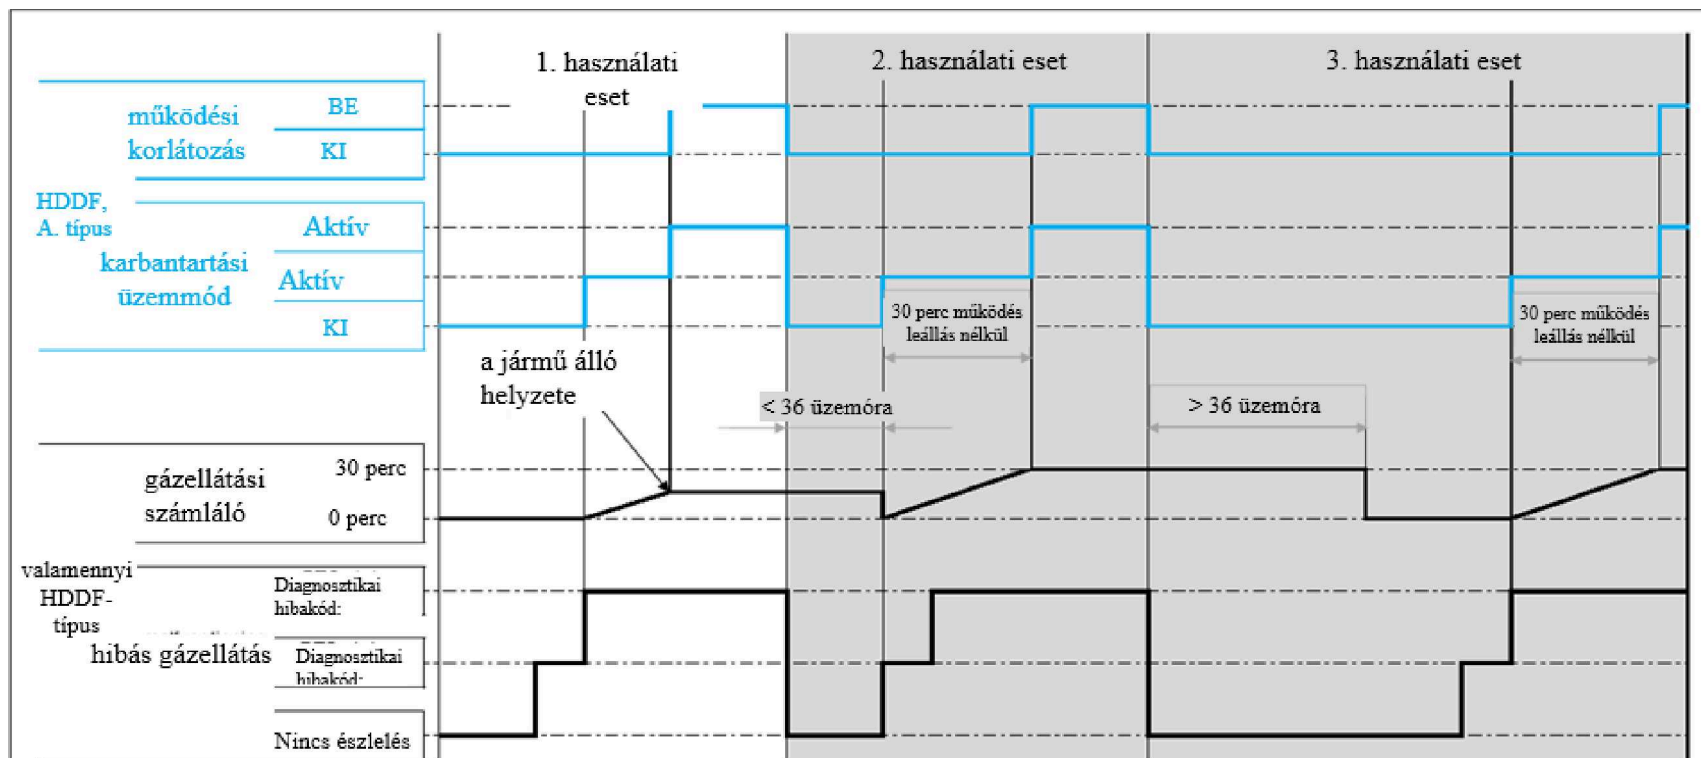 1. használati
eset
2. használati eset
3. használati eset
működési
korlátozás
BE
KI
HDDF,
A. típus
karbantartási
üzemmód
Aktív
Aktív
KI
30 perc működés
leállás nélkül
30 perc működés
leállás nélkül
a jármű álló
helyzete
< 36 üzemóra
> 36 üzemóra
gázellátási
számláló
30 perc
0 perc
valamennyi
HDDF-
típus
hibás gázellátás
Diagnosztikai
hibakód:
Diagnosztikai
hibakód:
Nincs észlelés